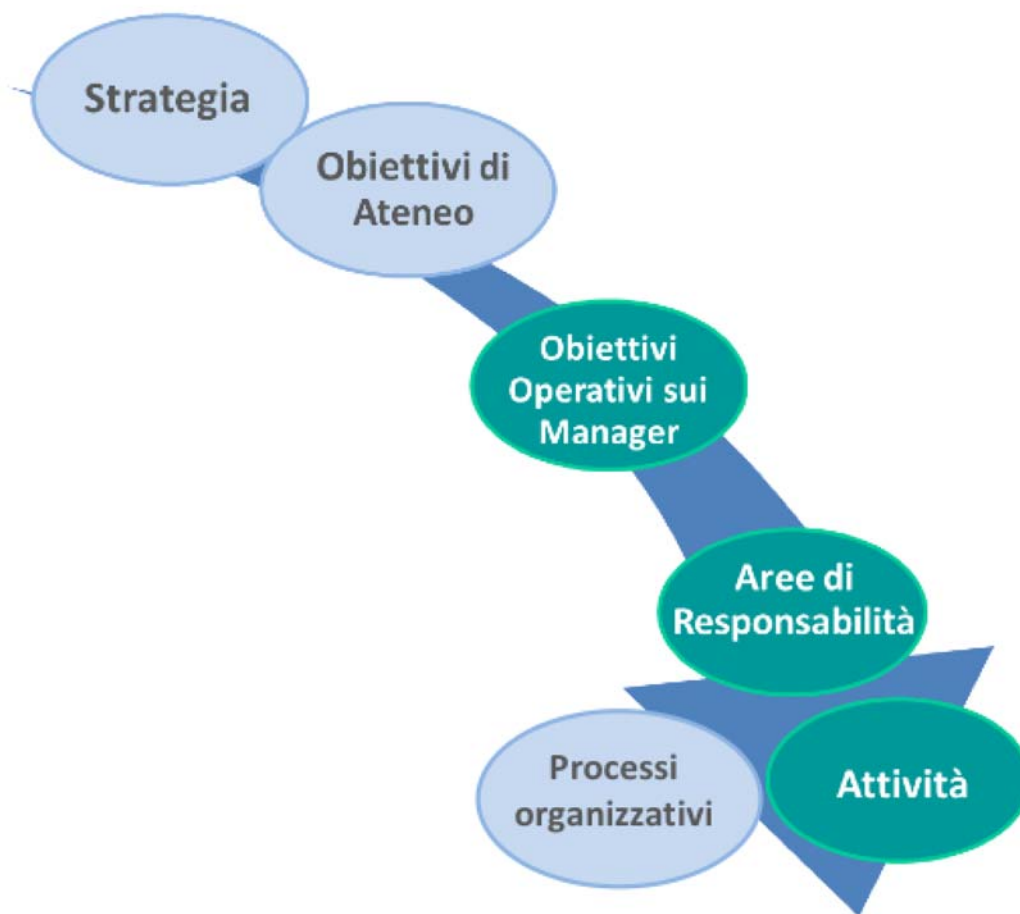 Strategia
Obiettivi di
Ateneo
Obiettivi
Operativi sui
Manager
Aree di
Responsabilità
Processi
organizzativi
Attività